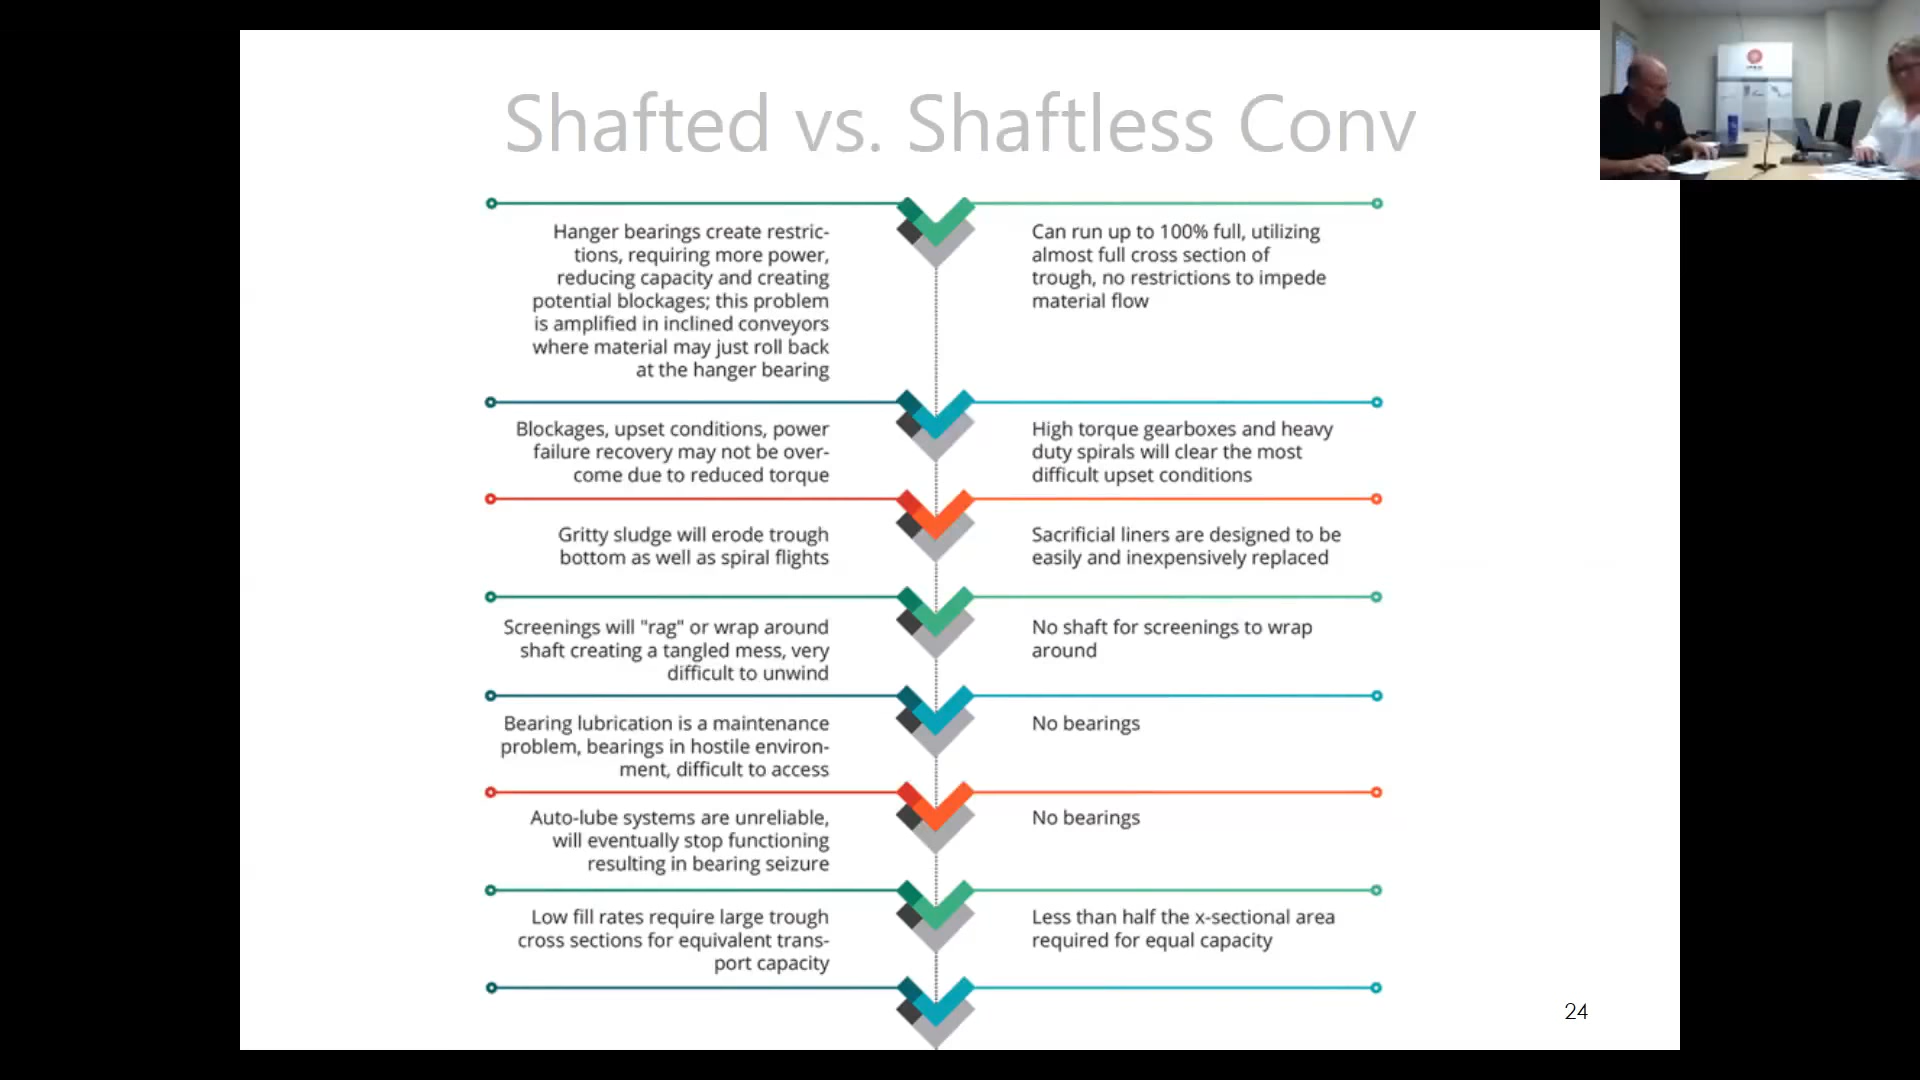 Shafted vs. Shaftless Conv
Hanger bearings create restric-
tions, requiring more power,
reducing capacity and creating
potential blockages; this problem
is amplified in inclined conveyors
where material may just roll back
at the hanger bearing
Can run up to 100% full, utilizing
almost full cross section of
trough, no restrictions to impede
material flow
Blockages, upset conditions, power
failure recovery may not be over-
come due to reduced torque
High torque gearboxes and heavy
duty spirals will clear the most
difficult upset conditions
Gritty sludge will erode trough
bottom as well as spiral flights
Sacrificial liners are designed to be
easily and inexpensively replaced
Screenings will "rag" or wrap around
shaft creating a tangled mess, very
difficult to unwind
No shaft for screenings to wrap
around
Bearing lubrication is a maintenance
problem, bearings in hostile environ-
ment, difficult to access
No bearings
Auto-lube systems are unreliable,
will eventually stop functioning
resulting in bearing seizure
No bearings
Low fill rates require large trough
cross sections for equivalent trans-
port capacity
Less than half the x-sectional area
required for equal capacity
24